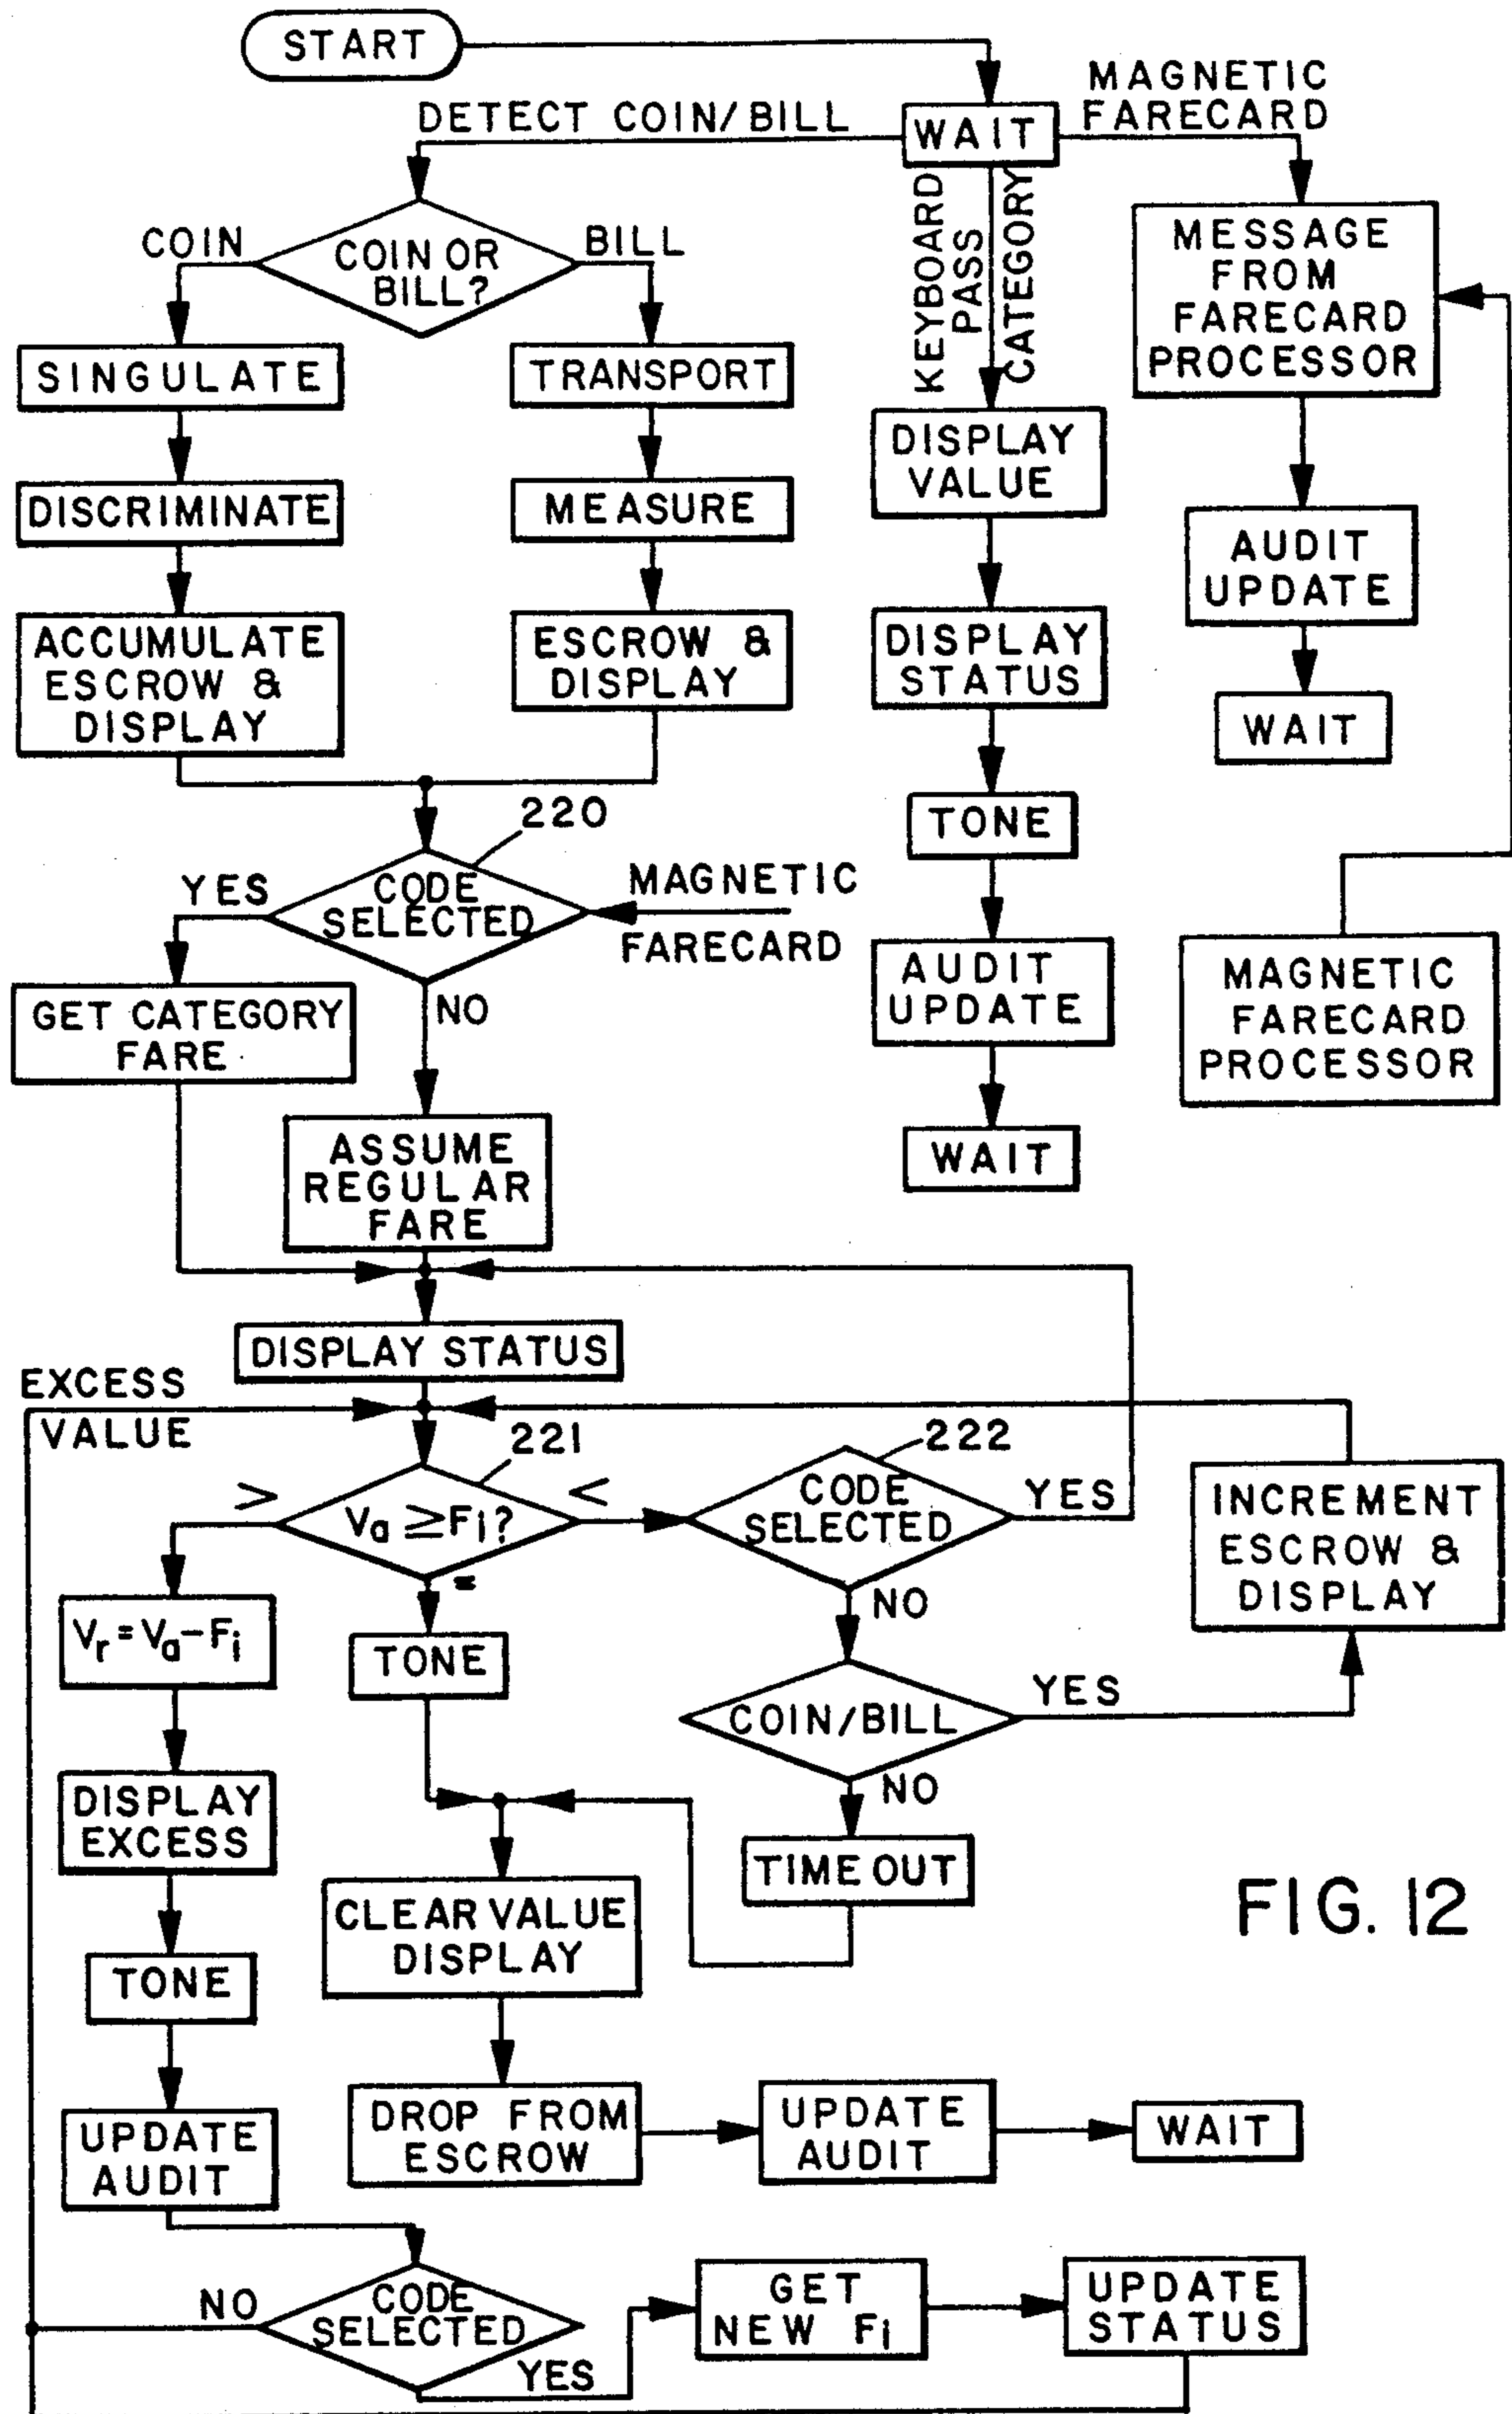 START
MAGNETIC
FARECARD
DETECT COIN/BILL
WAIT
COIN
COIN OR
BILL?
BILL
KEYBOARD
PASS
CATEGORY
MESSAGE
FROM
FARECARD
PROCESSOR
SINGULATE
TRANSPORT
DISPLAY
VALUE
DISCRIMINATE
MEASURE
AUDIT
UPDATE
ACCUMULATE
ESCROW &
DISPLAY
ESCROW &
DISPLAY
DISPLAY
STATUS
WAIT
220
TONE
YES
CODE
SELECTED
MAGNETIC
FARECARD
NO
GET CATEGORY
FARE
AUDIT
UPDATE
MAGNETIC
FARECARD
PROCESSOR
ASSUME
REGULAR
FARE
WAIT
DISPLAY STATUS
EXCESS
VALUE
221
222
>
Va ≥ Fi?
<
=
CODE
SELECTED
YES
NO
INCREMENT
ESCROW &
DISPLAY
Vr = Va - Fi
TONE
COIN/BILL
YES
NO
DISPLAY
EXCESS
TIME OUT
CLEAR VALUE
DISPLAY
FIG. 12
TONE
DROP FROM
ESCROW
UPDATE
AUDIT
WAIT
UPDATE
AUDIT
NO
CODE
SELECTED
YES
GET
NEW Fi
UPDATE
STATUS